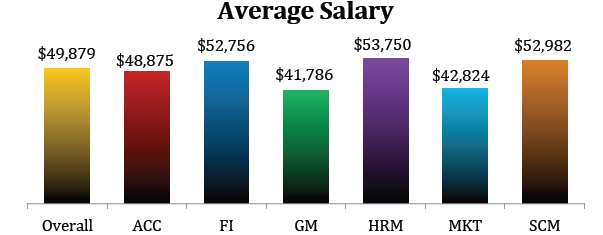 Average Salary
$49,879 $48,875 $52,756 $41,786 $53,750 $42,824 $52,982
Overall ACC FI GM HRM MKT SCM